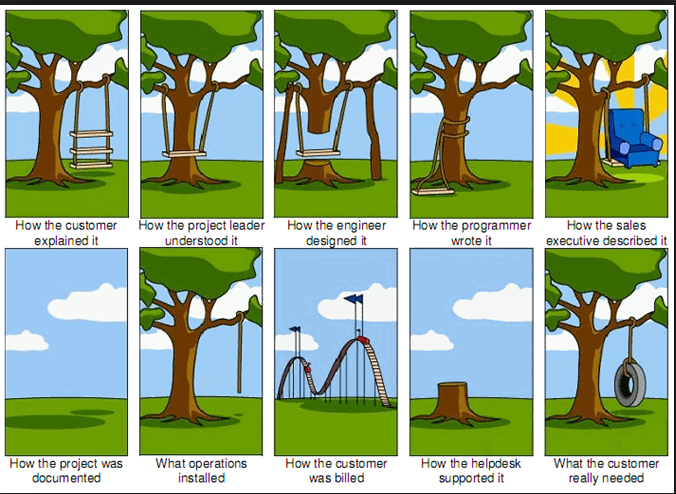 How the customer
explained it
How the project leader
understood it
How the engineer
designed it
How the programmer
wrote it
How the sales
executive described it
How the project was
documented
What operations
installed
How the customer
was billed
How the helpdesk
supported it
What the customer
really needed